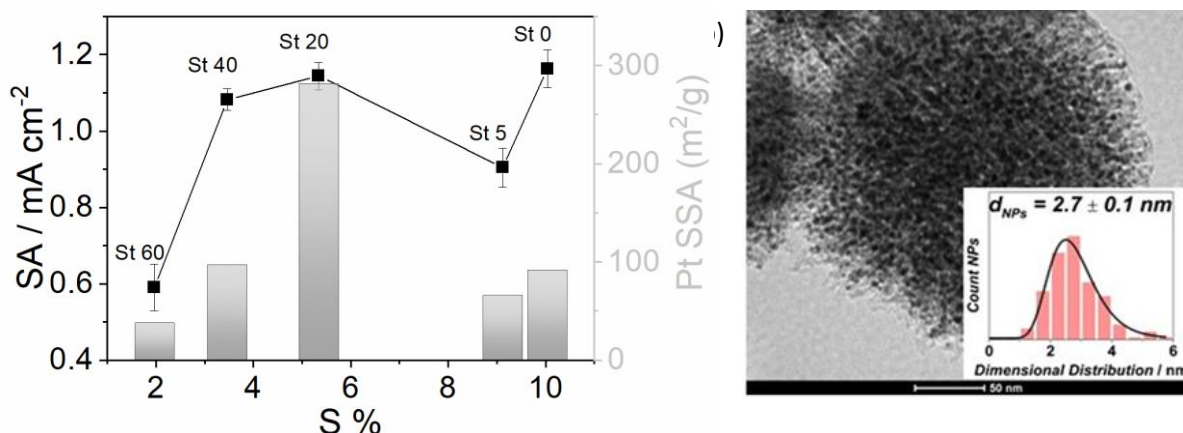 SA / mA cm⁻²
1.2
1.0
0.8
0.6
0.4
St 60
St 40
St 20
St 5
St 0
300
200
100
0
Pt SSA (m²/g)
2
4
6
8
10
S %
)
d_NPs = 2.7 ± 0.1 nm
Count NPs
0
2
4
6
Dimensional Distribution / nm
50 nm